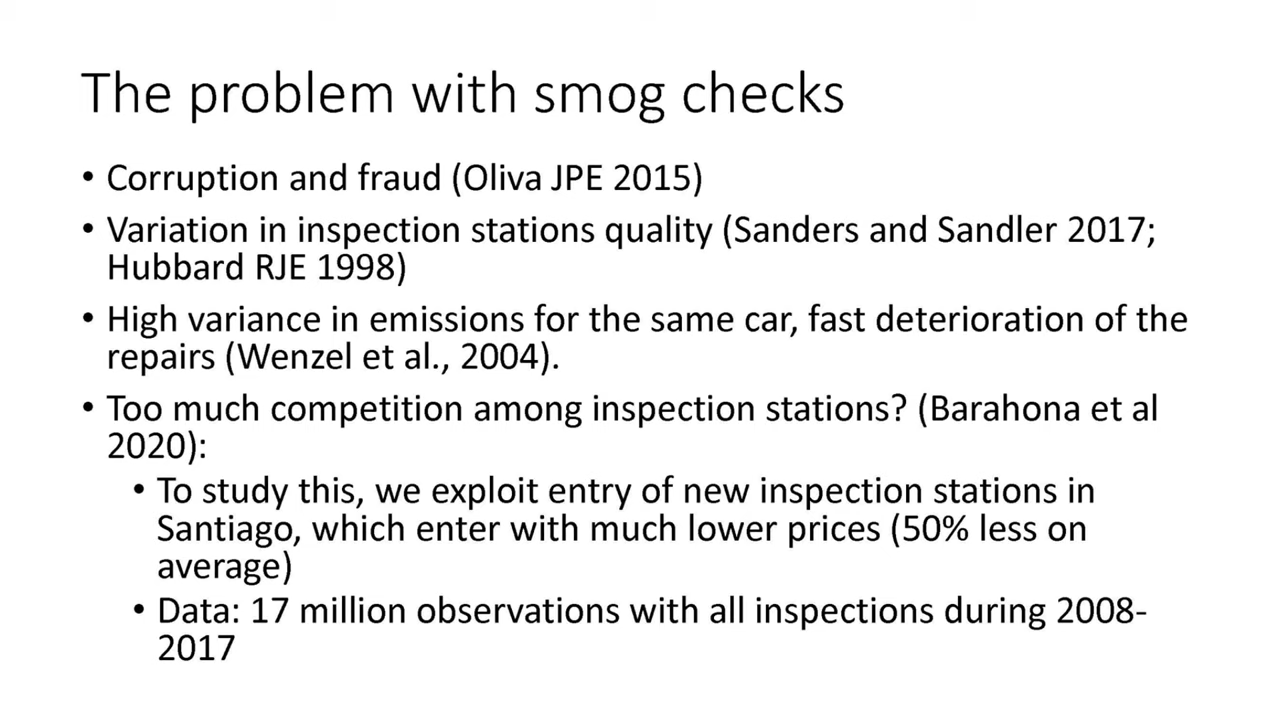 The problem with smog checks
• Corruption and fraud (Oliva JPE 2015)
• Variation in inspection stations quality (Sanders and Sandler 2017;
Hubbard RJE 1998)
• High variance in emissions for the same car, fast deterioration of the
repairs (Wenzel et al., 2004).
• Too much competition among inspection stations? (Barahona et al
2020):
• To study this, we exploit entry of new inspection stations in
Santiago, which enter with much lower prices (50% less on
average)
• Data: 17 million observations with all inspections during 2008-
2017